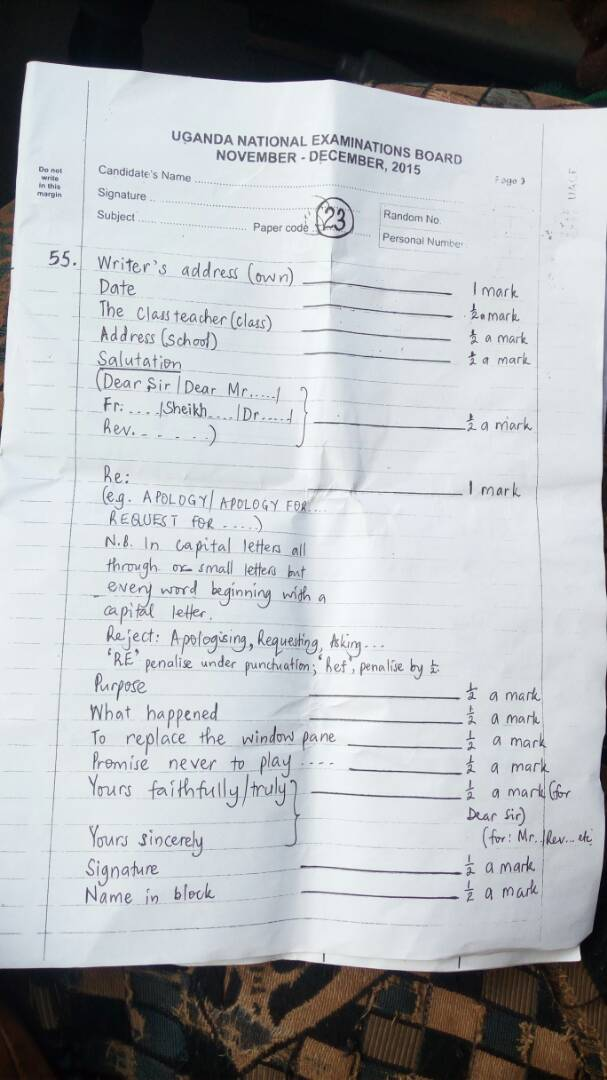 UGANDA NATIONAL EXAMINATIONS BOARD
NOVEMBER - DECEMBER, 2015
Do not
write
in this
margin
Candidate's Name
Page 3
Signature
Subject
Paper code
23
Random No.
Personal Number
UACE
55. Writer's address (own) 1 mark
Date ½ a mark
The Class teacher (class) ½ a mark
Address (school) ½ a mark
Salutation
(Dear Sir / Dear Mr...../
Fr: .... /Sheikh..../Dr...../
Rev. - - - - - -) ½ a mark
Re: 1 mark
(e.g. APOLOGY/ APOLOGY FOR....
REQUEST FOR .....)
N.B. In capital letters all
through or small letters but
every word beginning with a
capital letter.
Reject: Apologising, Requesting, Asking...
'RE' penalise under punctuation; 'Ref', penalise by ½
Purpose ½ a mark
What happened ½ a mark
To replace the window pane ½ a mark
Promise never to play .... ½ a mark
Yours faithfully/truly ½ a mark (for
Dear Sir)
Yours sincerely (for: Mr. /Rev... etc
Signature ½ a mark
Name in block ½ a mark